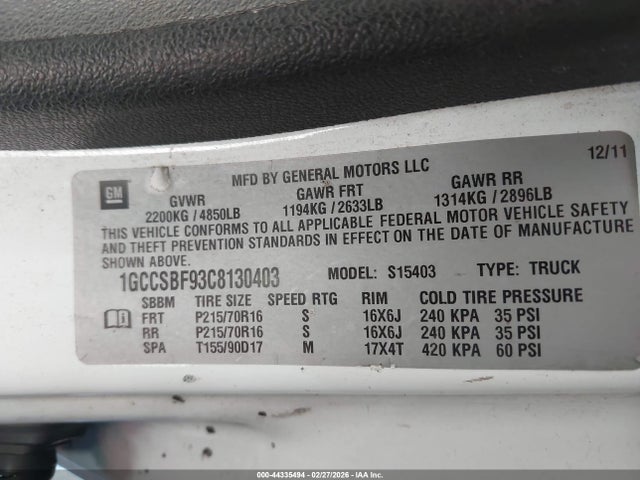 MFD BY GENERAL MOTORS LLC 12/11
GM
GVWR GAWR FRT GAWR RR
2200KG / 4850LB 1194KG / 2633LB 1314KG / 2896LB
THIS VEHICLE CONFORMS TO ALL APPLICABLE FEDERAL MOTOR VEHICLE SAFETY
AND THEFT PREVENTION STANDARDS IN EFFECT ON THE DATE OF MANUFACTURE
SHOWN ABOVE.
1GCCSBF93C8130403 MODEL: S15403 TYPE: TRUCK
SBBM TIRE SIZE SPEED RTG RIM COLD TIRE PRESSURE
FRT P215/70R16 S 16X6J 240 KPA 35 PSI
RR P215/70R16 S 16X6J 240 KPA 35 PSI
SPA T155/90D17 M 17X4T 420 KPA 60 PSI
000-44335494 - 02/27/2026 - IAA Inc.